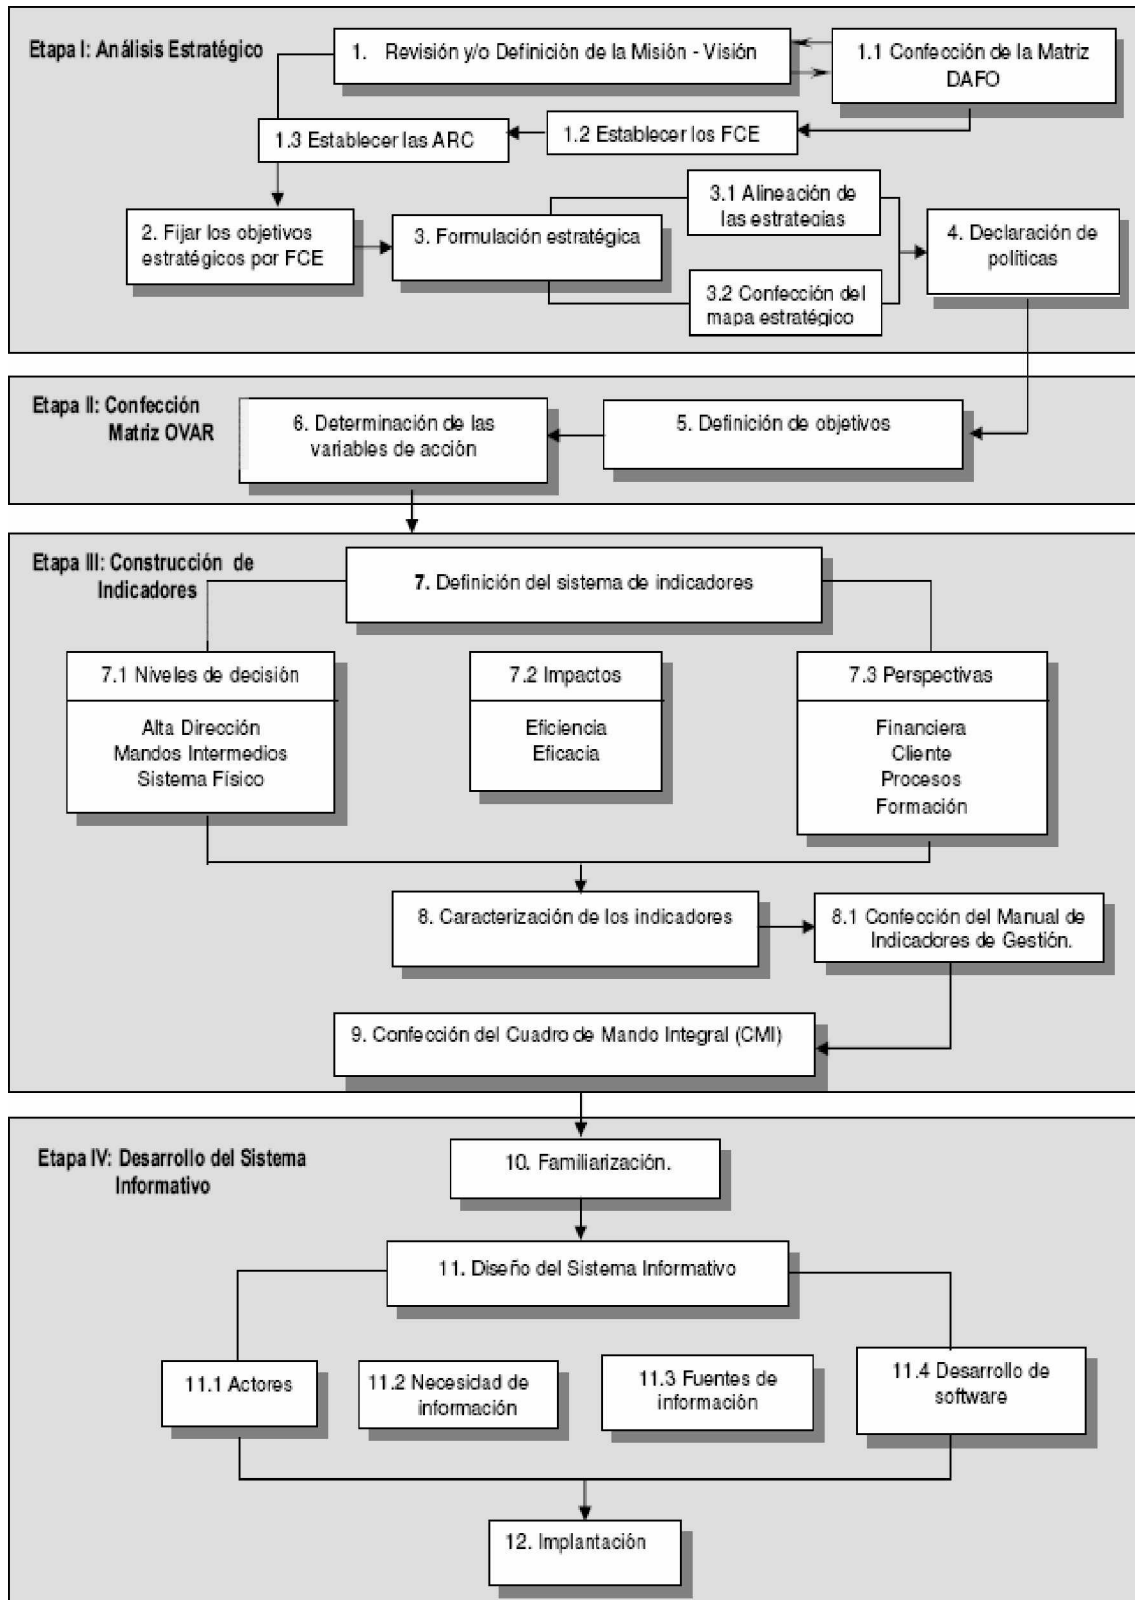 Etapa I: Análisis Estratégico
1. Revisión y/o Definición de la Misión - Visión
1.1 Confección de la Matriz
DAFO
1.3 Establecer las ARC
1.2 Establecer los FCE
2. Fijar los objetivos
estratégicos por FCE
3. Formulación estratégica
3.1 Alineación de
las estrategias
3.2 Confección del
mapa estratégico
4. Declaración de
políticas
Etapa II: Confección
Matriz OVAR
6. Determinación de las
variables de acción
5. Definición de objetivos
Etapa III: Construcción de
Indicadores
7. Definición del sistema de indicadores
7.1 Niveles de decisión
Alta Dirección
Mandos Intermedios
Sistema Físico
7.2 Impactos
Eficiencia
Eficacia
7.3 Perspectivas
Financiera
Cliente
Procesos
Formación
8. Caracterización de los indicadores
8.1 Confección del Manual de
Indicadores de Gestión.
9. Confección del Cuadro de Mando Integral (CMI)
Etapa IV: Desarrollo del Sistema
Informativo
10. Familiarización.
11. Diseño del Sistema Informativo
11.1 Actores
11.2 Necesidad de
información
11.3 Fuentes de
información
11.4 Desarrollo de
software
12. Implantación